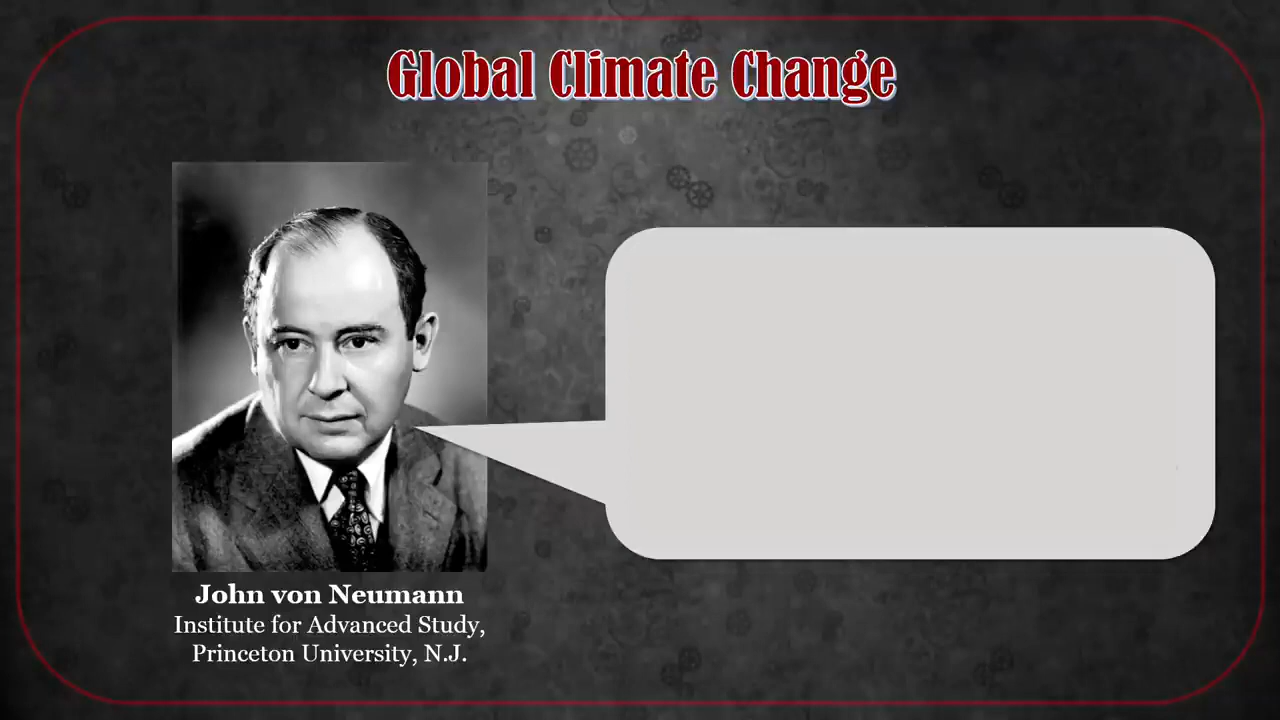 Global Climate Change
John von Neumann
Institute for Advanced Study,
Princeton University, N.J.